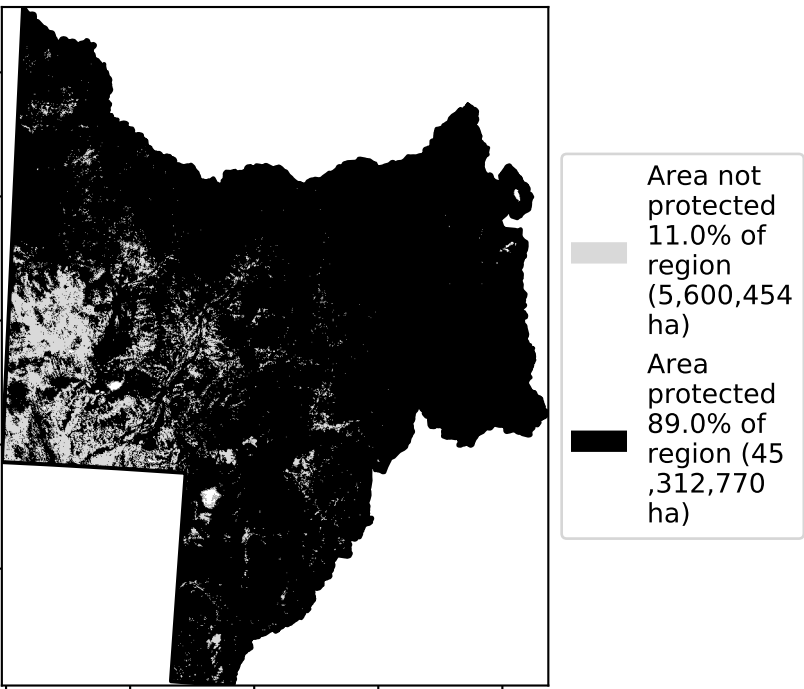 Area not
protected
11.0% of
region
(5,600,454
ha)
Area
protected
89.0% of
region (45
,312,770
ha)